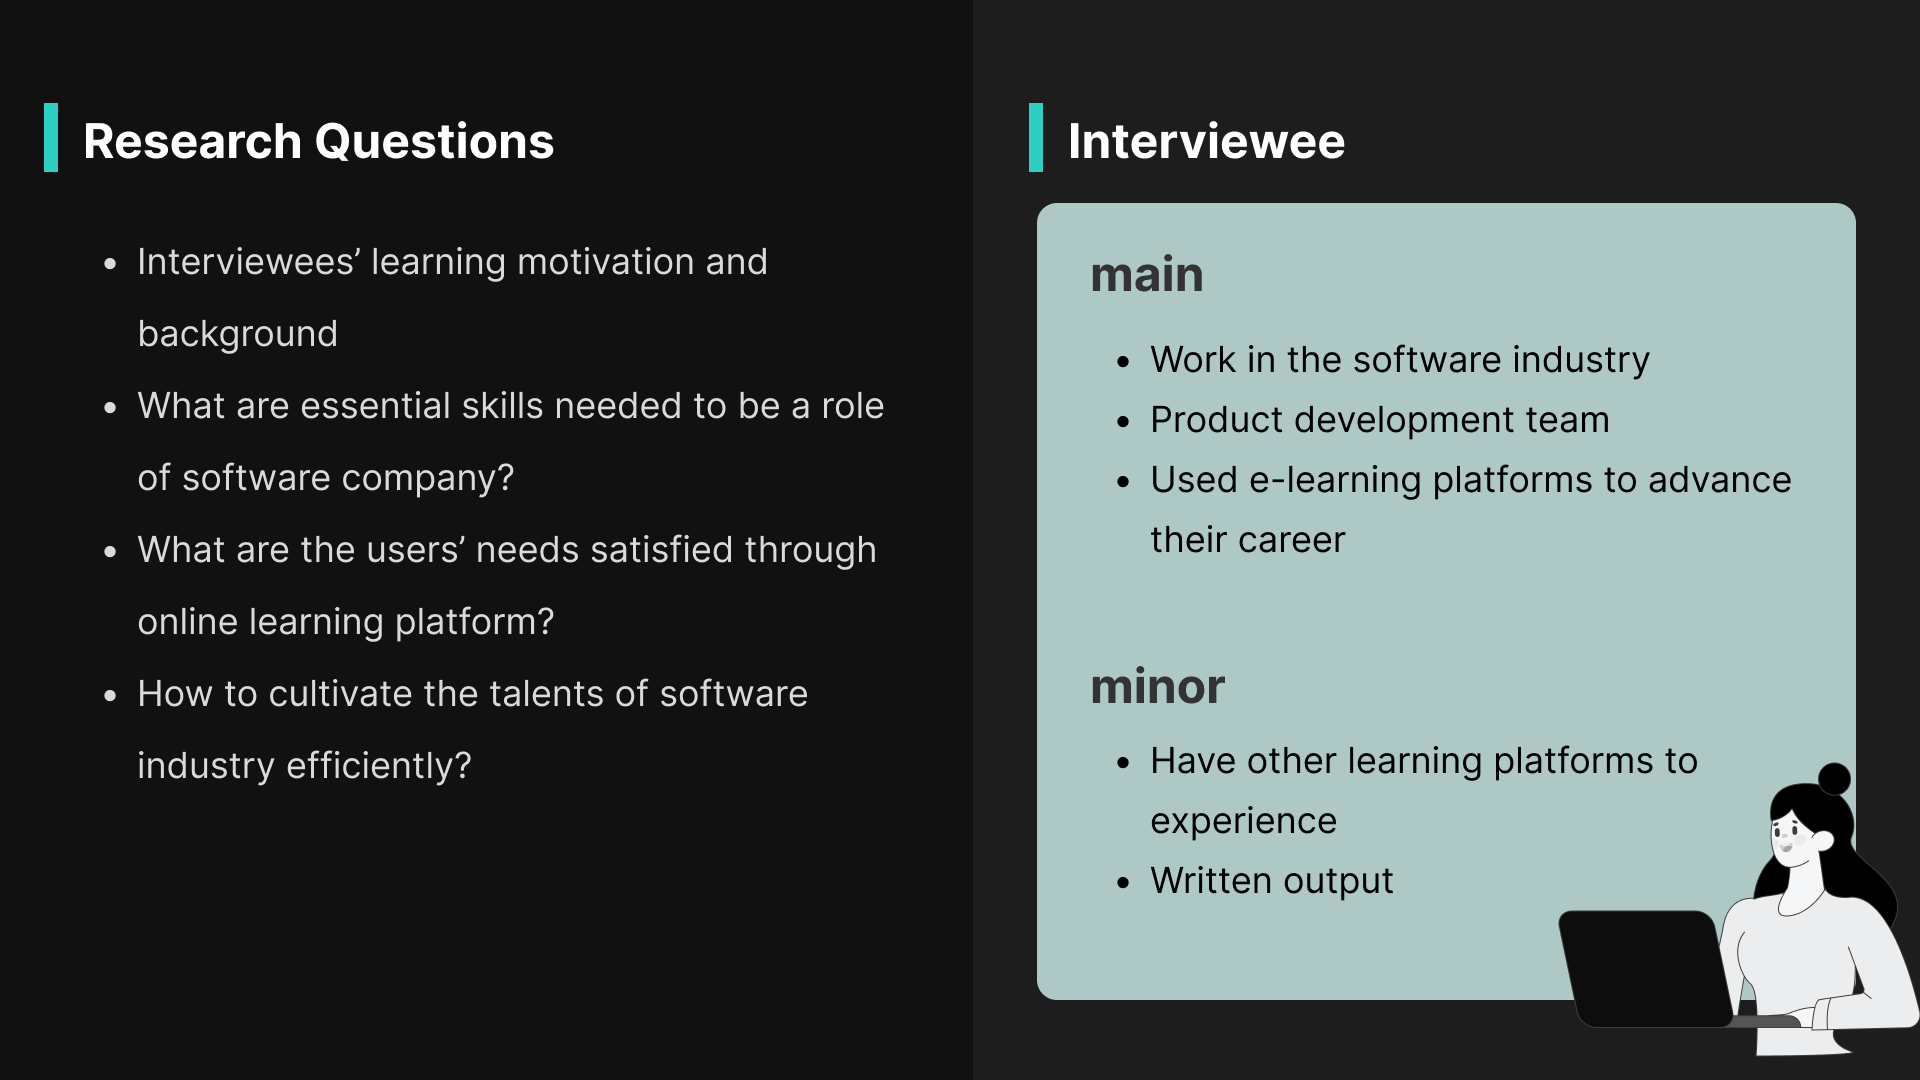 Research Questions
• Interviewees’ learning motivation and
background
• What are essential skills needed to be a role
of software company?
• What are the users’ needs satisfied through
online learning platform?
• How to cultivate the talents of software
industry efficiently?
Interviewee
main
• Work in the software industry
• Product development team
• Used e-learning platforms to advance
their career
minor
• Have other learning platforms to
experience
• Written output